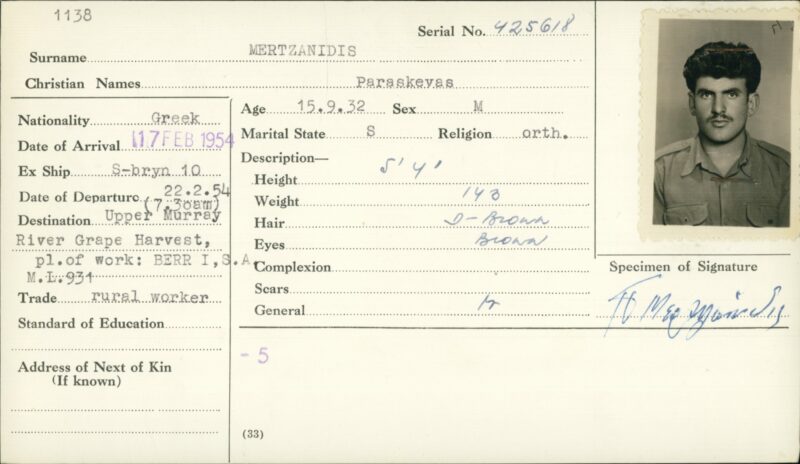 1138
Serial No. 425618
Surname MERTZANIDIS
Christian Names Paraskevas
Nationality Greek
Date of Arrival 17 FEB 1954
Ex Ship S-bryn 10
Date of Departure 22.2.54
(7.30am)
Destination Upper Murray
River Grape Harvest,
pl.of work: BERR I,S.A.
M.L.931
Trade rural worker
Standard of Education
Address of Next of Kin
(If known)
Age 15.9.32 Sex M
Marital State S Religion orth.
Description—
Height 5' 4"
Weight 143
Hair D-Brown
Eyes Brown
Complexion
Scars
General
- 5
(33)
Specimen of Signature
Π Μερτζανίδης